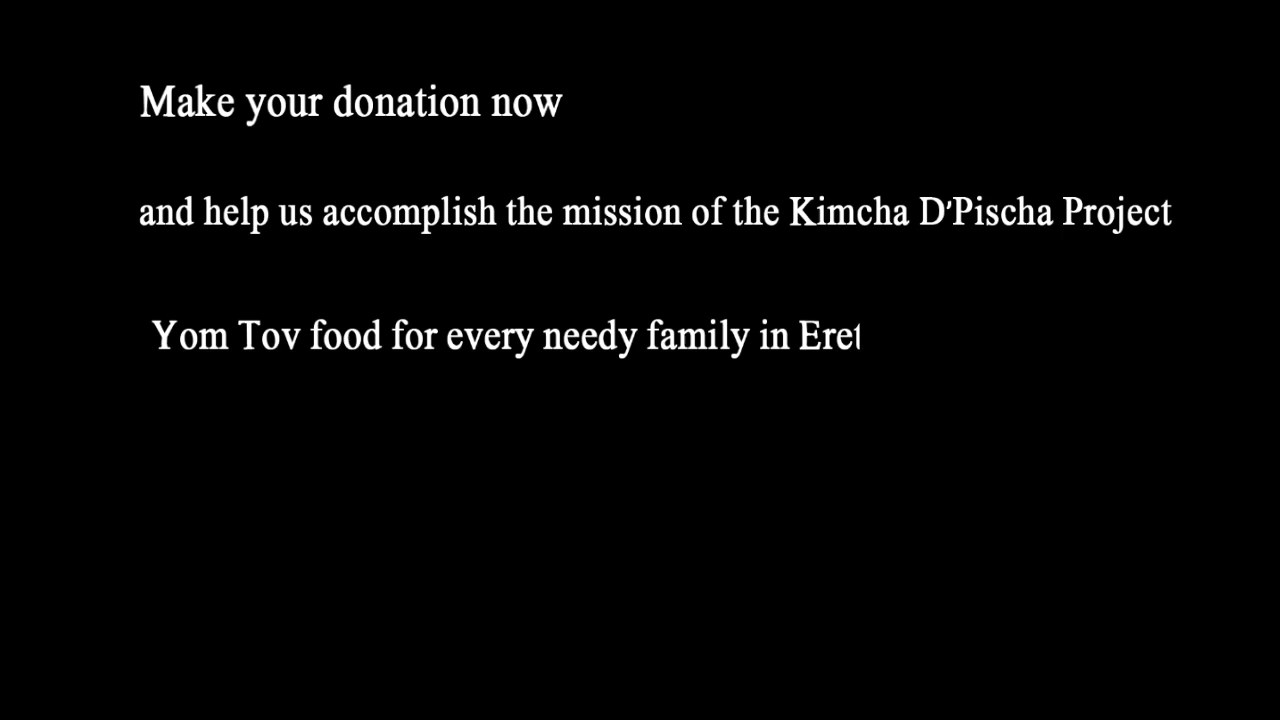 Make your donation now
and help us accomplish the mission of the Kimcha D'Pischa Project
Yom Tov food for every needy family in Eret